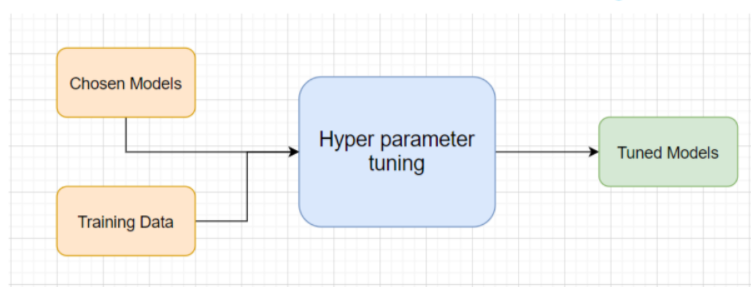 Chosen Models
Hyper parameter
tuning
Tuned Models
Training Data